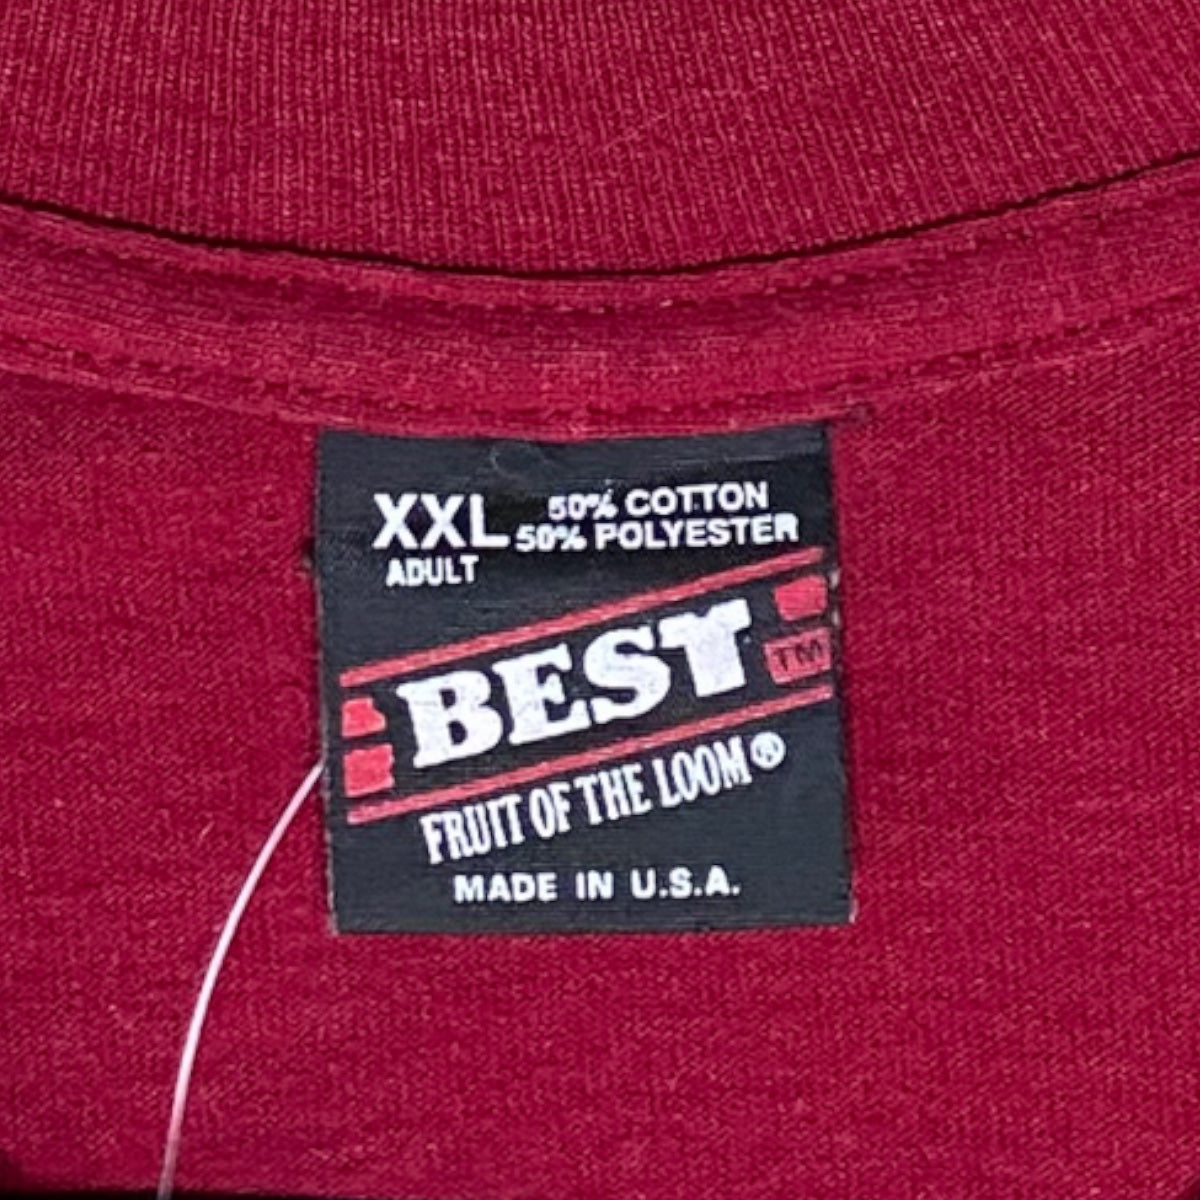 XXL
ADULT
50% COTTON
50% POLYESTER
BEST TM
FRUIT OF THE LOOM®
MADE IN U.S.A.